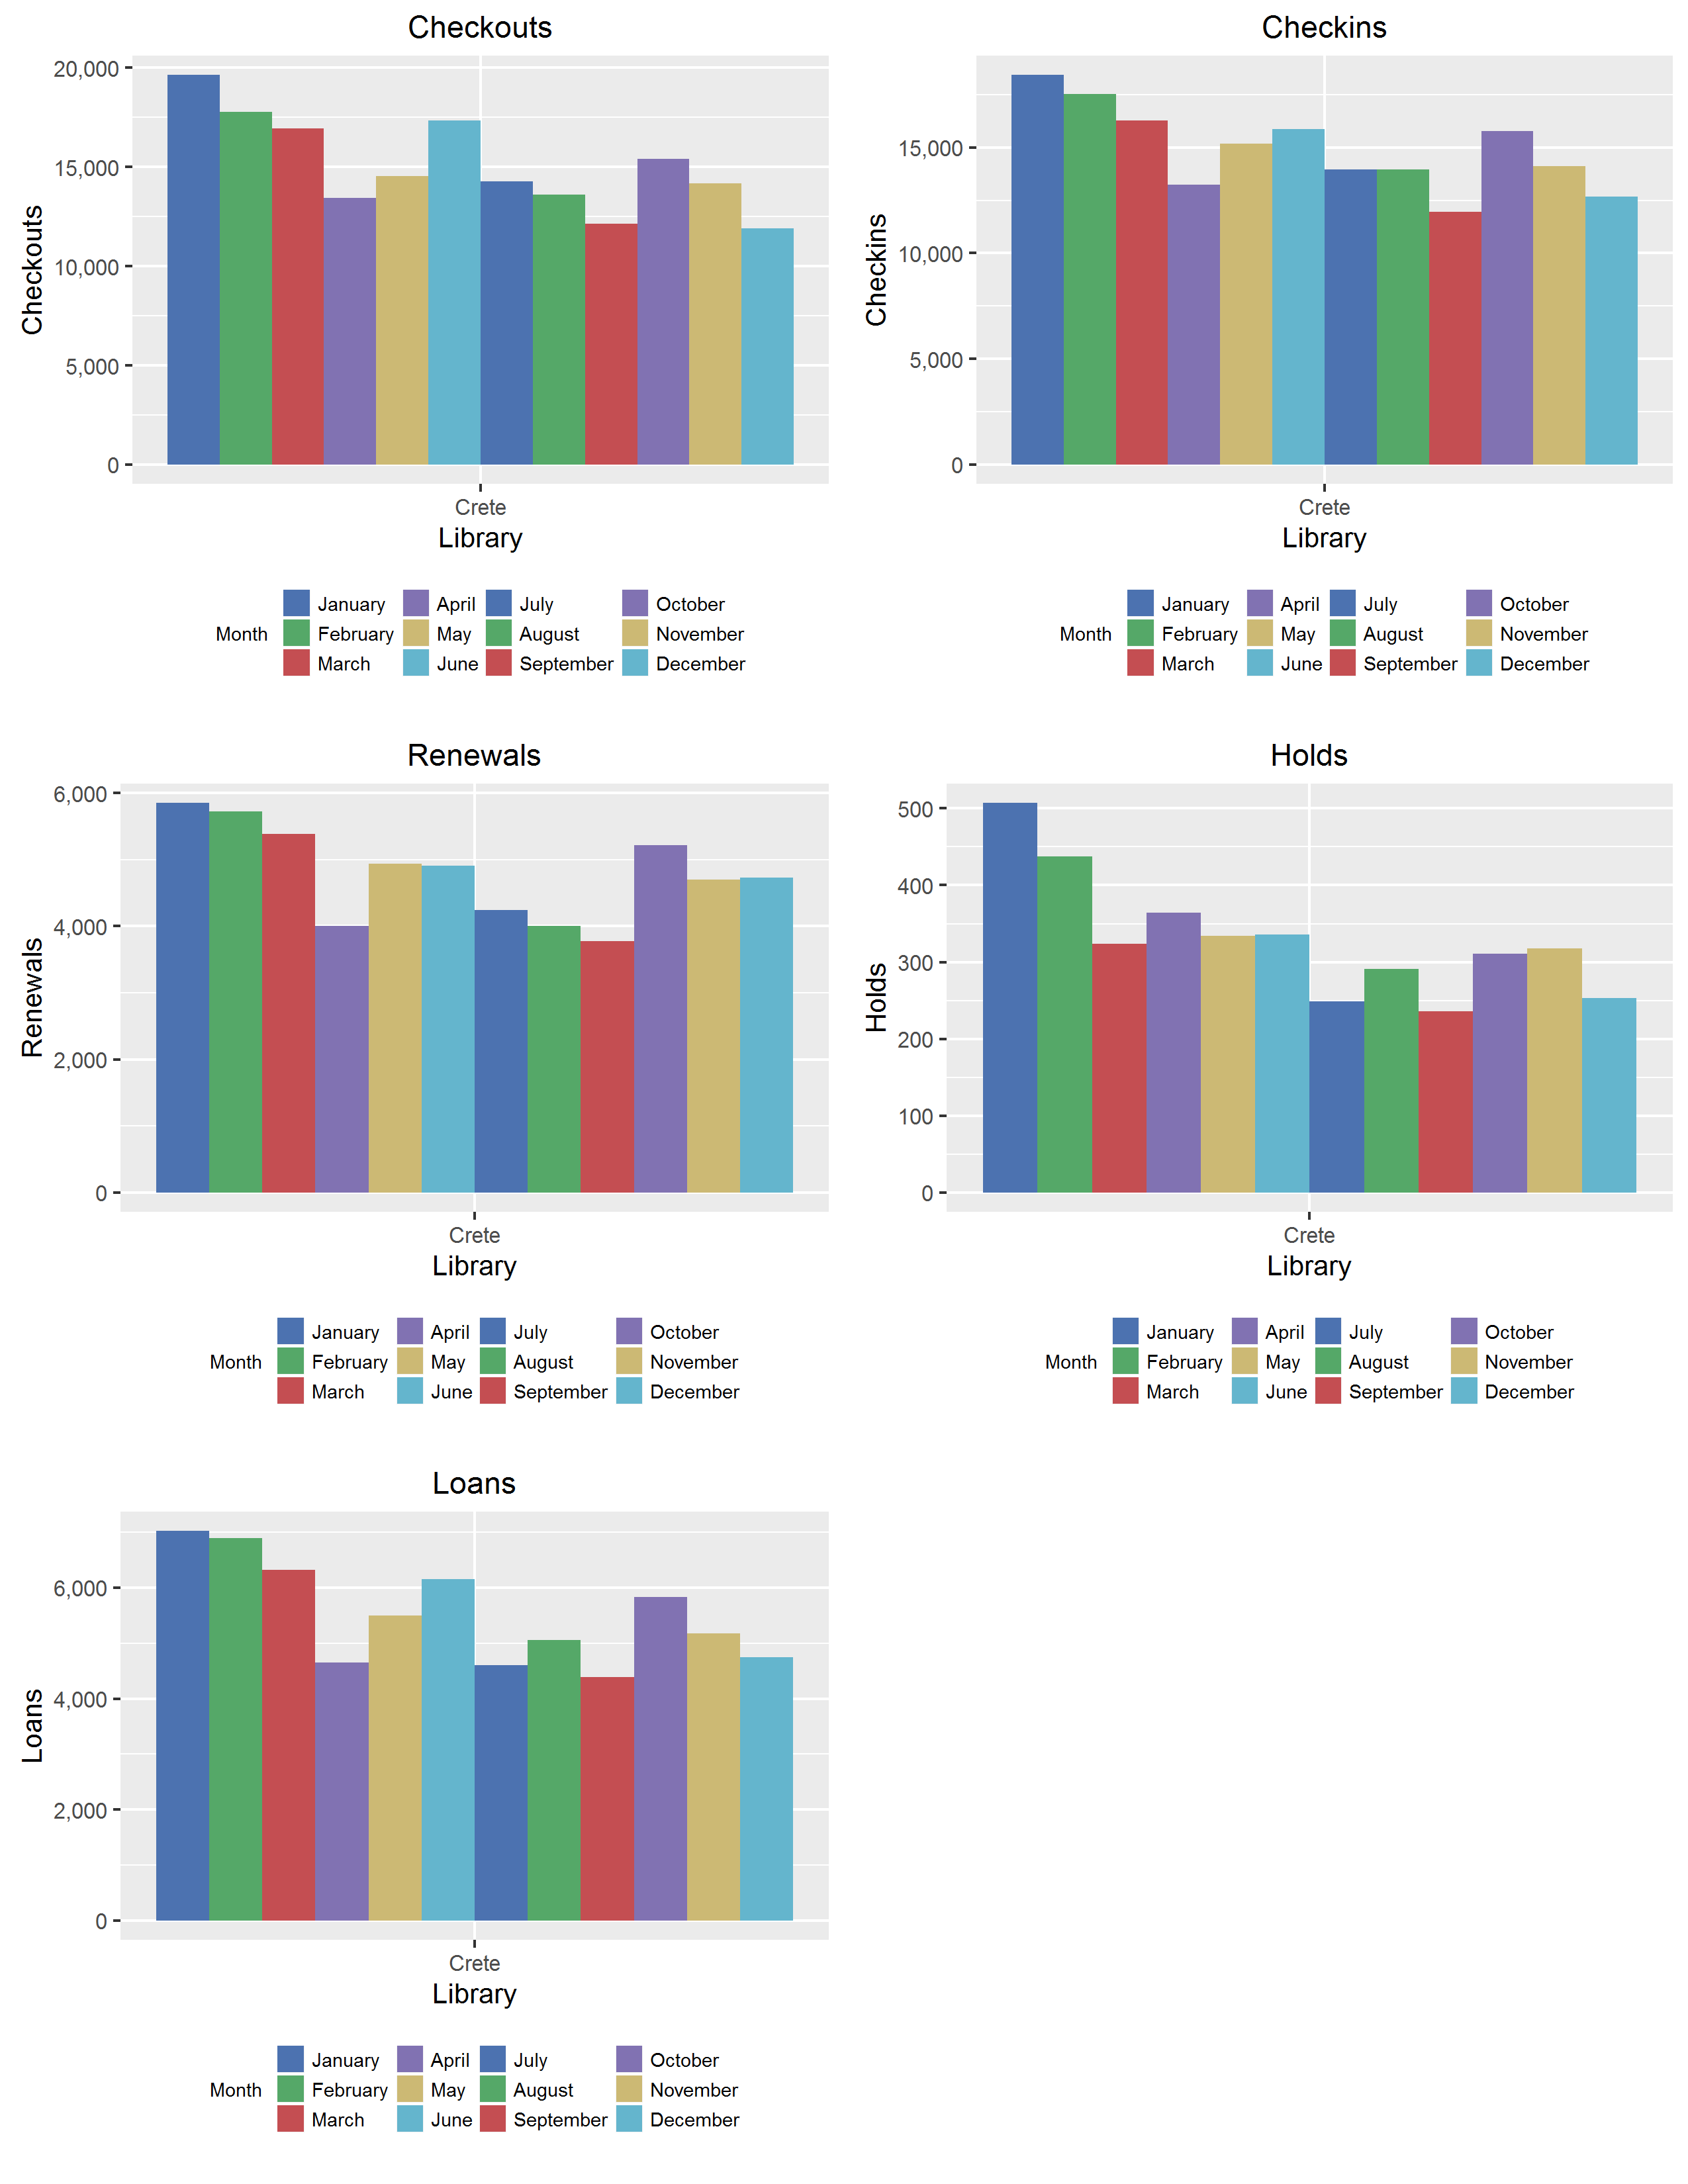 Checkouts
Checkouts
20,000
15,000
10,000
5,000
0
Crete
Library
Month
January April July October
February May August November
March June September December
Checkins
Checkins
15,000
10,000
5,000
0
Crete
Library
Month
January April July October
February May August November
March June September December
Renewals
Renewals
6,000
4,000
2,000
0
Crete
Library
Month
January April July October
February May August November
March June September December
Holds
Holds
500
400
300
200
100
0
Crete
Library
Month
January April July October
February May August November
March June September December
Loans
Loans
6,000
4,000
2,000
0
Crete
Library
Month
January April July October
February May August November
March June September December